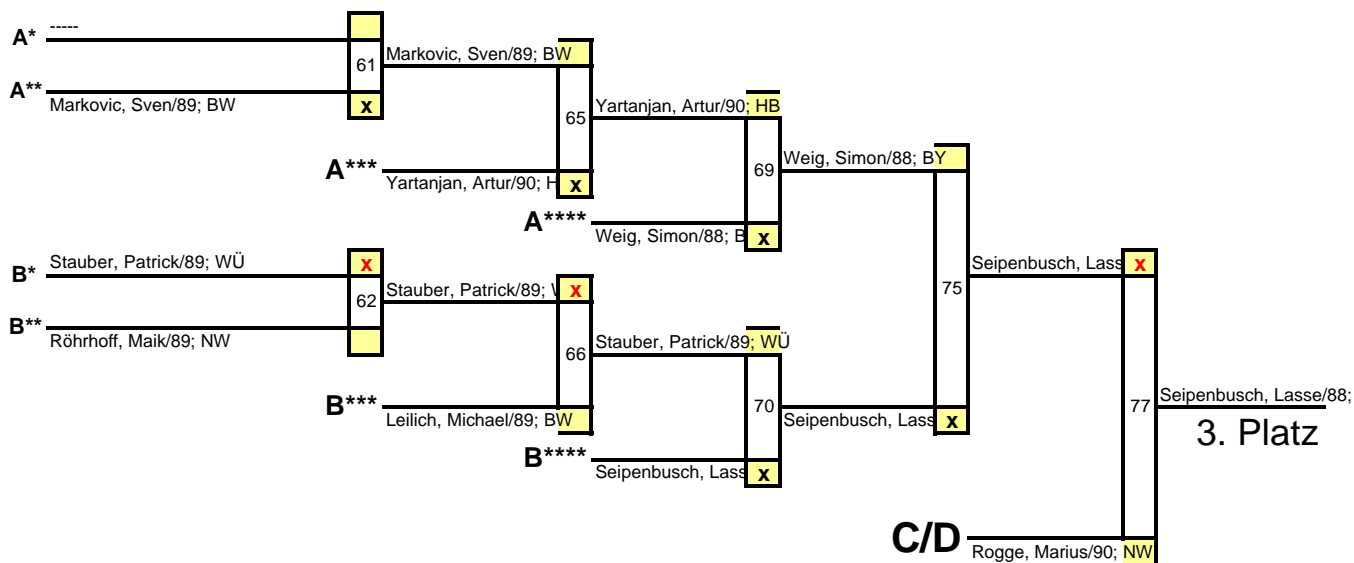 A* -----
61
Markovic, Sven/89; BW
A**
Markovic, Sven/89; BW
x
65
Yartanjan, Artur/90; HB
A***
Yartanjan, Artur/90; H
x
69
Weig, Simon/88; BY
A****
Weig, Simon/88; B
x
B*
Stauber, Patrick/89; WÜ
x
62
Stauber, Patrick/89;
x
75
Seipenbusch, Lass
x
B**
Röhrhoff, Maik/89; NW
66
Stauber, Patrick/89; WÜ
B***
Leilich, Michael/89; BW
70
Seipenbusch, Lass
x
77
Seipenbusch, Lasse/88;
3. Platz
B****
Seipenbusch, Lass
x
C/D
Rogge, Marius/90; NW